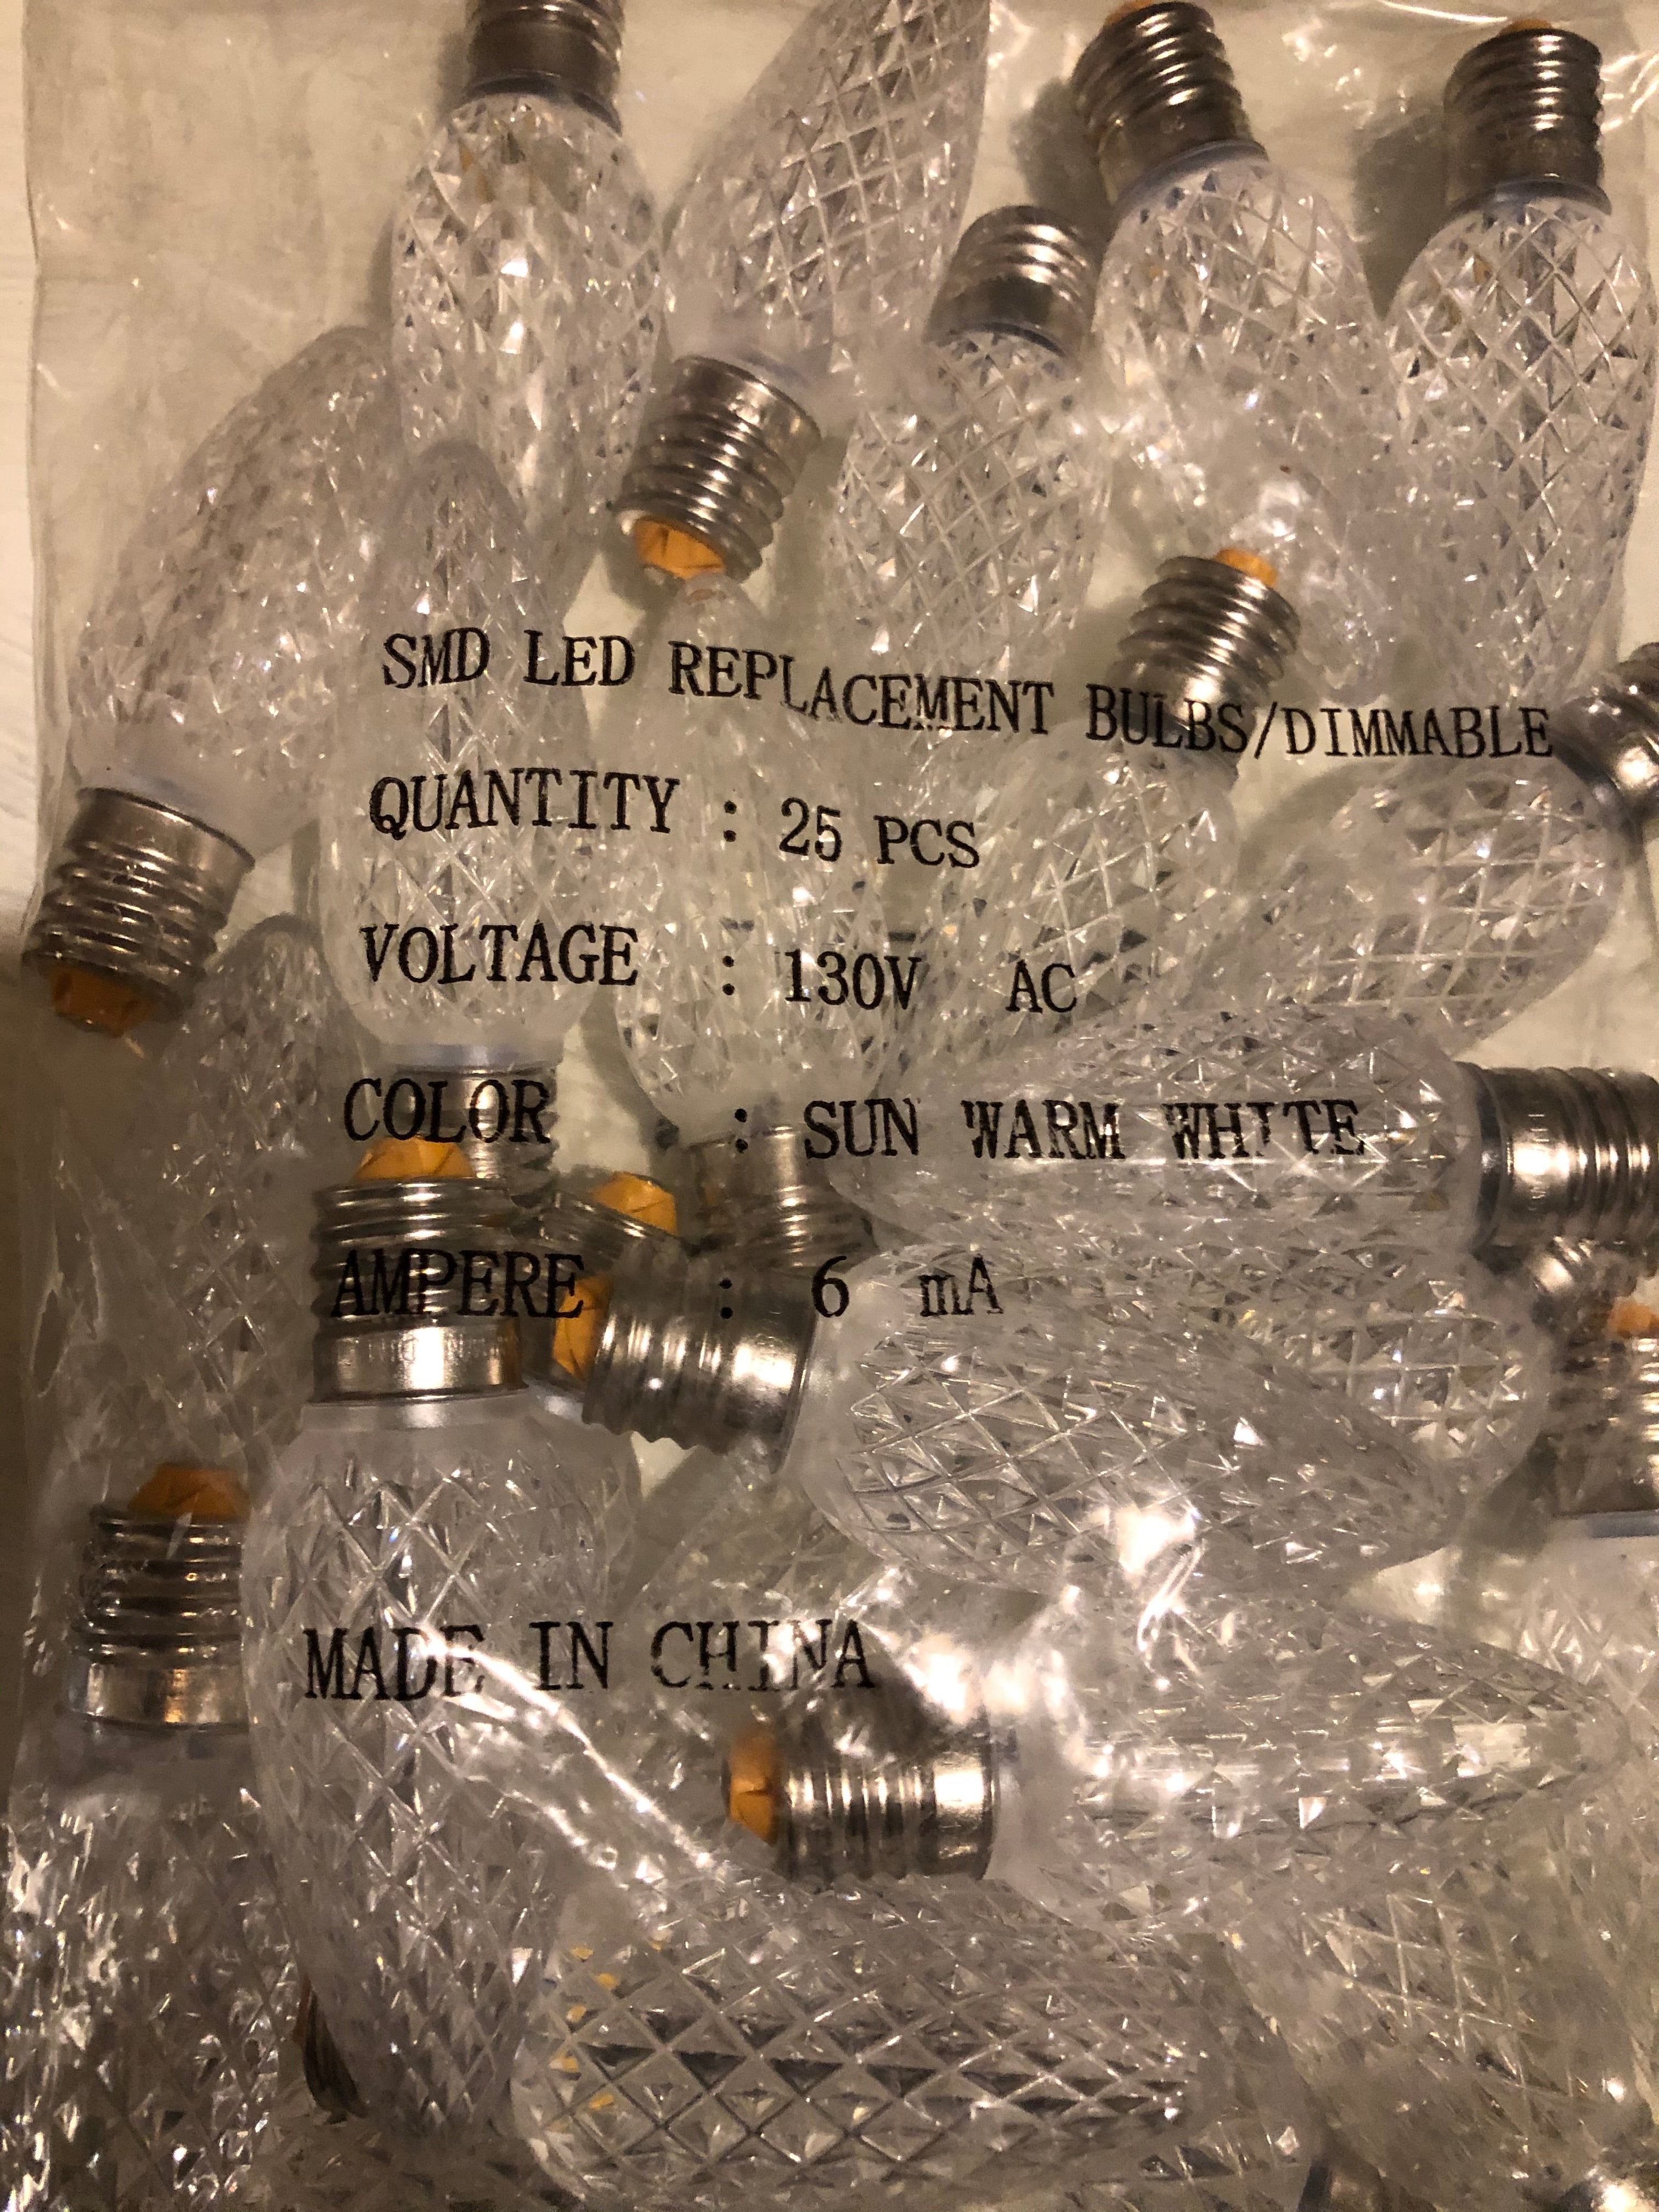 SMD LED REPLACEMENT BULBS/DIMMABLE
QUANTITY : 25 PCS
VOLTAGE : 130V AC
COLOR : SUN WARM WHITE
AMPERE : 6 mA
MADE IN CHINA